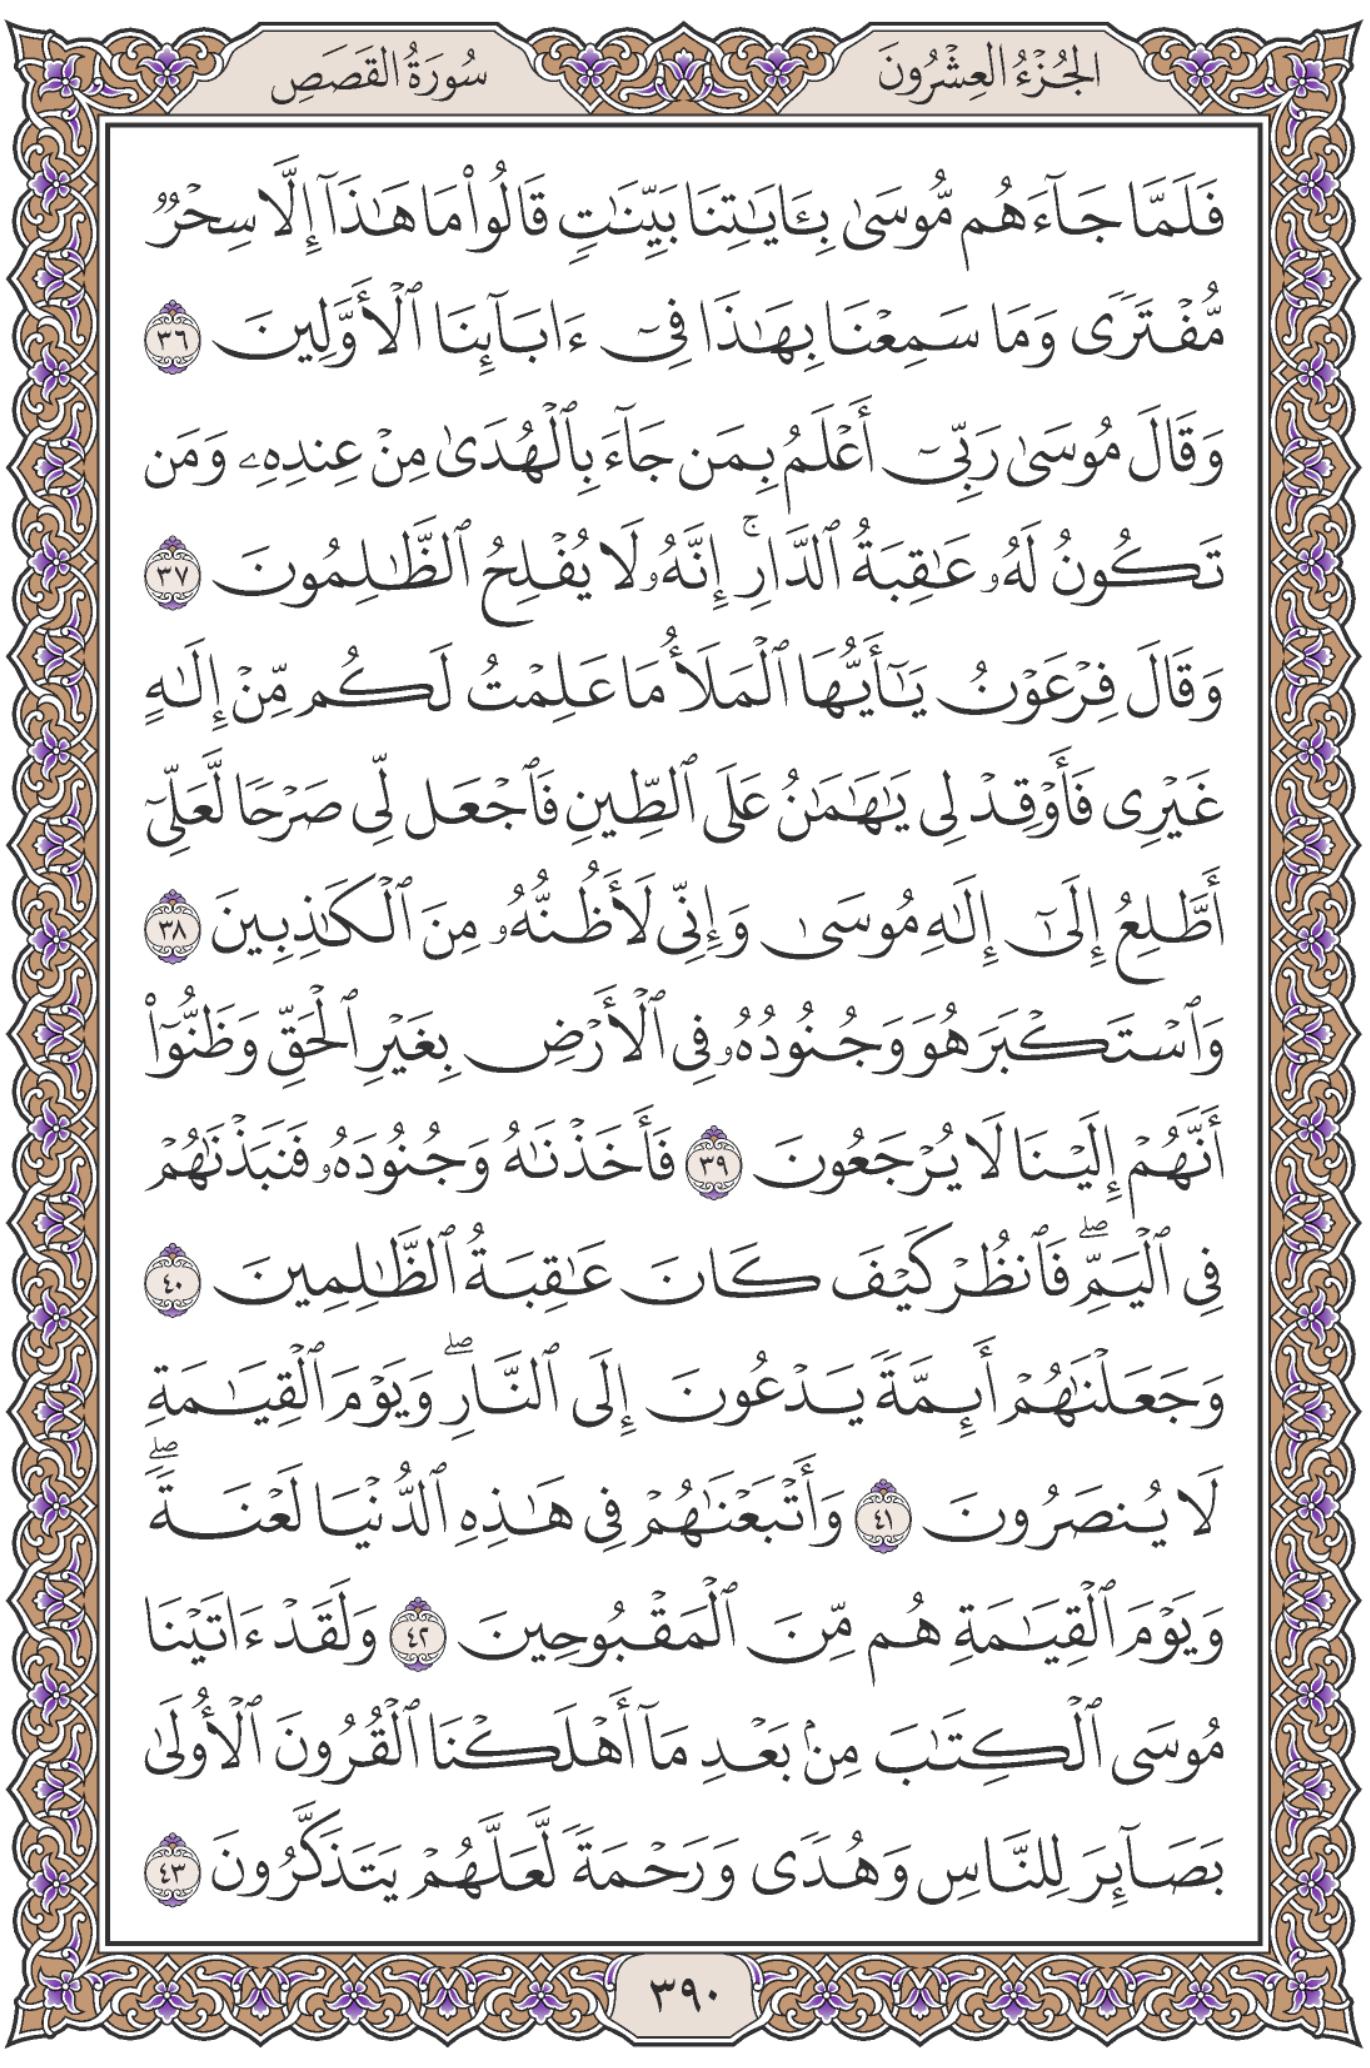 الجُزْءُ العِشْرُونَ
سُورَةُ القَصَصِ
فَلَمَّا جَآءَهُم مُّوسَىٰ بِـَٔايَـٰتِنَا بَيِّنَـٰتٍ قَالُوا۟ مَا هَـٰذَآ إِلَّا سِحْرٌ
مُّفْتَرًى وَمَا سَمِعْنَا بِهَـٰذَا فِىٓ ءَابَآئِنَا ٱلْأَوَّلِينَ ٣٦
وَقَالَ مُوسَىٰ رَبِّىٓ أَعْلَمُ بِمَن جَآءَ بِٱلْهُدَىٰ مِنْ عِندِهِۦ وَمَن
تَكُونُ لَهُۥ عَـٰقِبَةُ ٱلدَّارِ ۚ إِنَّهُۥ لَا يُفْلِحُ ٱلظَّـٰلِمُونَ ٣٧
وَقَالَ فِرْعَوْنُ يَـٰٓأَيُّهَا ٱلْمَلَأُ مَا عَلِمْتُ لَكُم مِّنْ إِلَـٰهٍ
غَيْرِى فَأَوْقِدْ لِى يَـٰهَـٰمَـٰنُ عَلَى ٱلطِّينِ فَٱجْعَل لِّى صَرْحًا لَّعَلِّىٓ
أَطَّلِعُ إِلَىٰٓ إِلَـٰهِ مُوسَىٰ وَإِنِّى لَأَظُنُّهُۥ مِنَ ٱلْكَـٰذِبِينَ ٣٨
وَٱسْتَكْبَرَ هُوَ وَجُنُودُهُۥ فِى ٱلْأَرْضِ بِغَيْرِ ٱلْحَقِّ وَظَنُّوٓا۟
أَنَّهُمْ إِلَيْنَا لَا يُرْجَعُونَ ٣٩ فَأَخَذْنَـٰهُ وَجُنُودَهُۥ فَنَبَذْنَـٰهُمْ
فِى ٱلْيَمِّ ۖ فَٱنظُرْ كَيْفَ كَانَ عَـٰقِبَةُ ٱلظَّـٰلِمِينَ ٤٠
وَجَعَلْنَـٰهُمْ أَئِمَّةً يَدْعُونَ إِلَى ٱلنَّارِ ۖ وَيَوْمَ ٱلْقِيَـٰمَةِ
لَا يُنصَرُونَ ٤١ وَأَتْبَعْنَـٰهُمْ فِى هَـٰذِهِ ٱلدُّنْيَا لَعْنَةً ۖ
وَيَوْمَ ٱلْقِيَـٰمَةِ هُم مِّنَ ٱلْمَقْبُوحِينَ ٤٢ وَلَقَدْ ءَاتَيْنَا
مُوسَى ٱلْكِتَـٰبَ مِنۢ بَعْدِ مَآ أَهْلَكْنَا ٱلْقُرُونَ ٱلْأُولَىٰ
بَصَآئِرَ لِلنَّاسِ وَهُدًى وَرَحْمَةً لَّعَلَّهُمْ يَتَذَكَّرُونَ ٤٣
٣٩٠